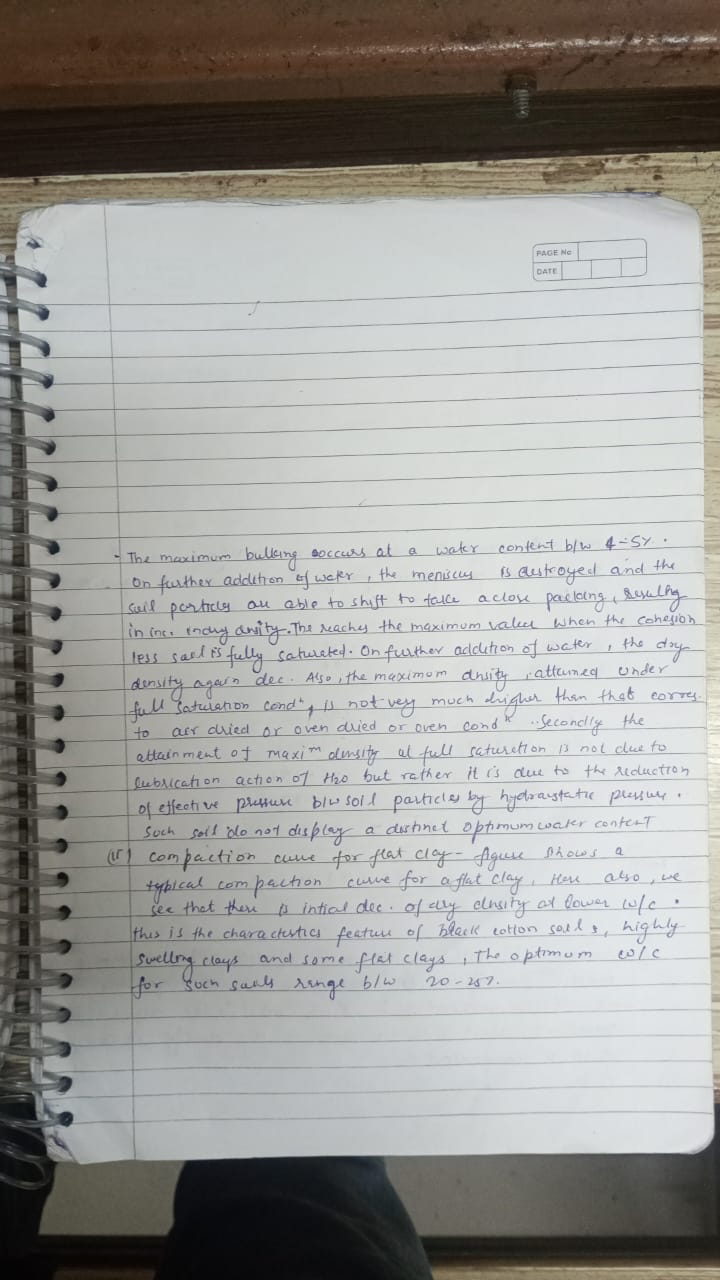 PAGE No
DATE
- The maximum bulking occurs at a water content b/w 4-5%.
On further addition of water, the meniscus is destroyed and the
soil particles are able to shift to take a close packing, resulting
in inc. in dry density. The reaches the maximum value when the cohesion
less soil is fully saturated. On further addition of water, the dry
density again dec. Also, the maximum density, attained under
full saturation condn, is not very much higher than that corres.
to air dried or oven dried or oven condn. Secondly the
attainment of maxim density at full saturation is not due to
lubrication action of H2O but rather it is due to the reduction
of effective pressure b/w soil particles by hydraustatic pressure.
Such soil do not display a distinct optimum water content
compaction curve for flat clay - figure shows a
typical compaction curve for a flat clay. Here also, we
see that there is intial dec. of dry density at lower w/c.
this is the charactestics feature of black cotton soils, highly
swelling clays and some flat clays, The optimum w/c
for such soils range b/w 20-25%.